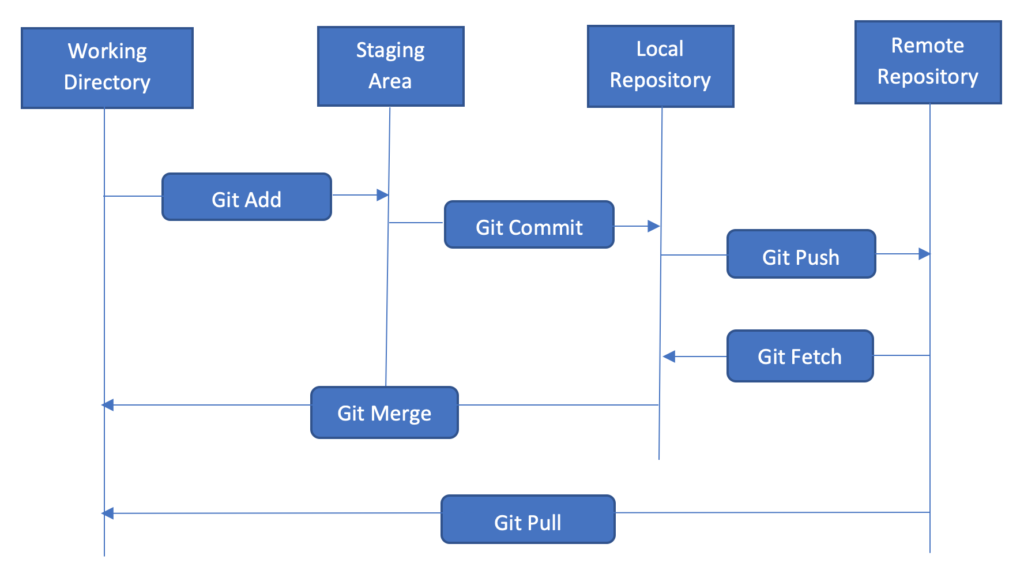 Working
Directory
Staging
Area
Local
Repository
Remote
Repository
Git Add
Git Commit
Git Push
Git Fetch
Git Merge
Git Pull